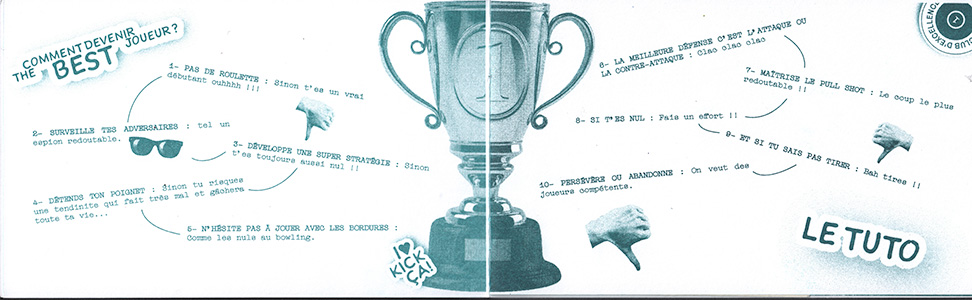 COMMENT DEVENIR
THE BEST JOUEUR ?
1- PAS DE ROULETTE : Sinon t'es un vrai
débutant ouhhhh !!!
2- SURVEILLE TES ADVERSAIRES : tel un
espion redoutable.
3- DÉVELOPPE UNE SUPER STRATÉGIE : Sinon
t'es toujours aussi nul !!
4- DÉTENDS TON POIGNET : Sinon tu risques
une tendinite qui fait très mal et gâchera
toute ta vie...
5- N'HÉSITE PAS À JOUER AVEC LES BORDURES :
Comme les nuls au bowling.
I ♥
KICK
ÇA!
1
6- LA MEILLEURE DÉFENSE C'EST L'ATTAQUE OU
LA CONTRE-ATTAQUE : Clac clac clac
7- MAÎTRISE LE PULL SHOT : Le coup le plus
redoutable !!
8- SI T'ES NUL : Fais un effort !!
9- ET SI TU SAIS PAS TIRER : Bah tires !!
10- PERSÉVÈRE OU ABANDONNE : On veut des
joueurs compétents.
CLUB D'EXCELLENCE
1
LE TUTO